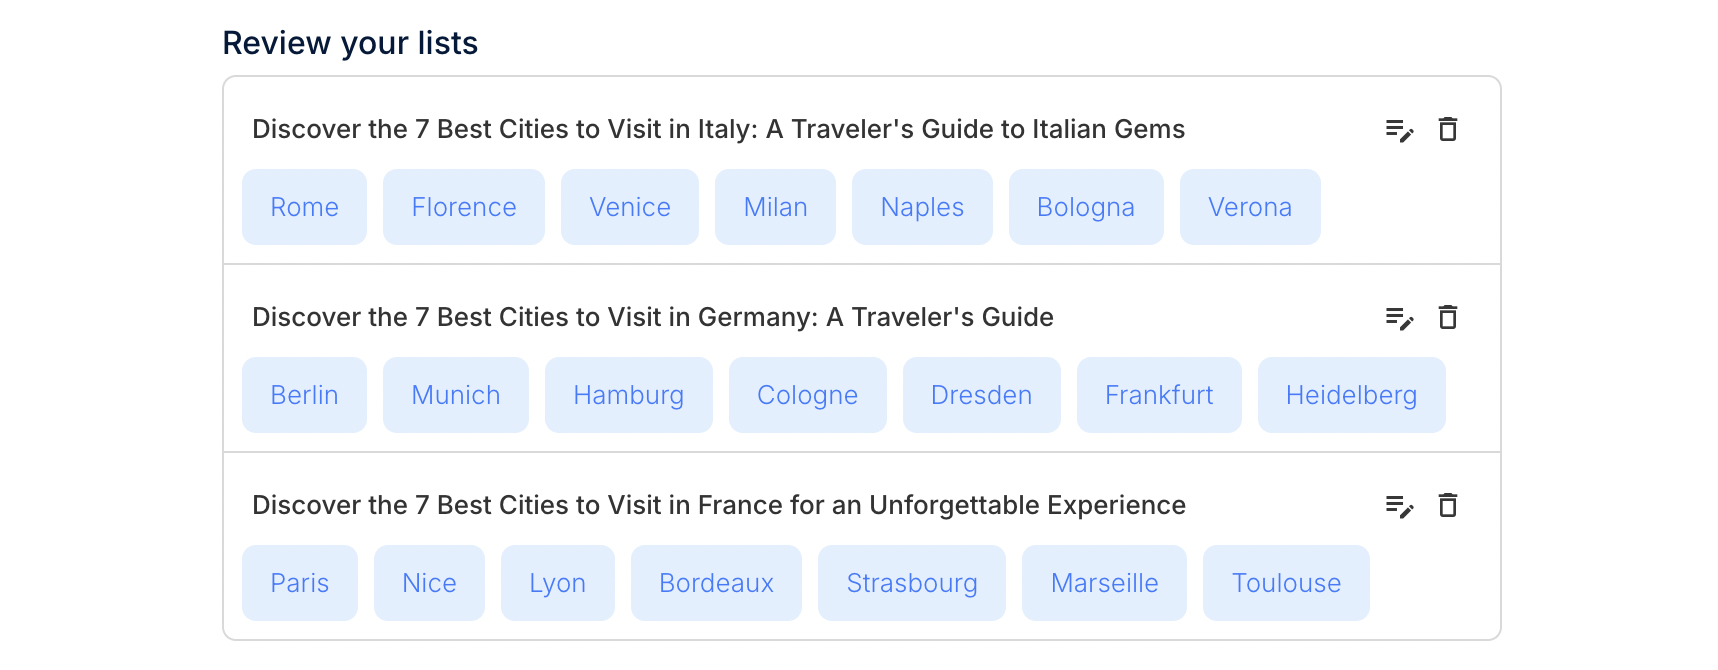 Review your lists
Discover the 7 Best Cities to Visit in Italy: A Traveler's Guide to Italian Gems
Rome Florence Venice Milan Naples Bologna Verona
Discover the 7 Best Cities to Visit in Germany: A Traveler's Guide
Berlin Munich Hamburg Cologne Dresden Frankfurt Heidelberg
Discover the 7 Best Cities to Visit in France for an Unforgettable Experience
Paris Nice Lyon Bordeaux Strasbourg Marseille Toulouse